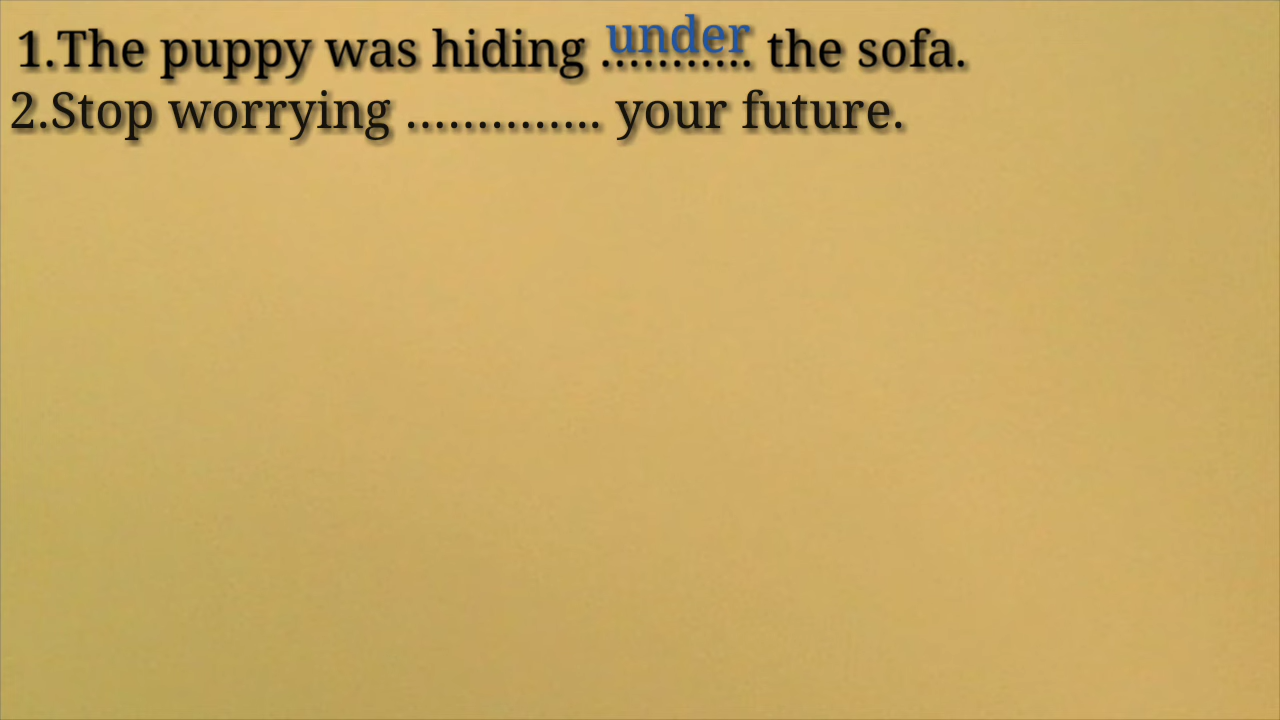 1.The puppy was hiding ...under... the sofa.
2.Stop worrying .............. your future.